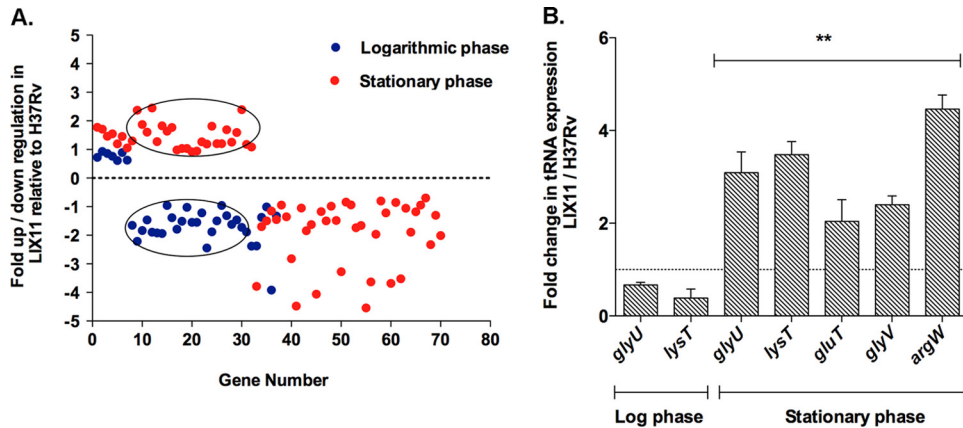 A.
Fold up / down regulation in
LIX11 relative to H37Rv
5
4
3
2
1
0
-1
-2
-3
-4
-5
0 10 20 30 40 50 60 70 80
Gene Number
Logarithmic phase
Stationary phase
B.
Fold change in tRNA expression
LIX11 / H37Rv
6
4
2
0
**
glyU lysT glyU lysT gluT glyV argW
Log phase Stationary phase